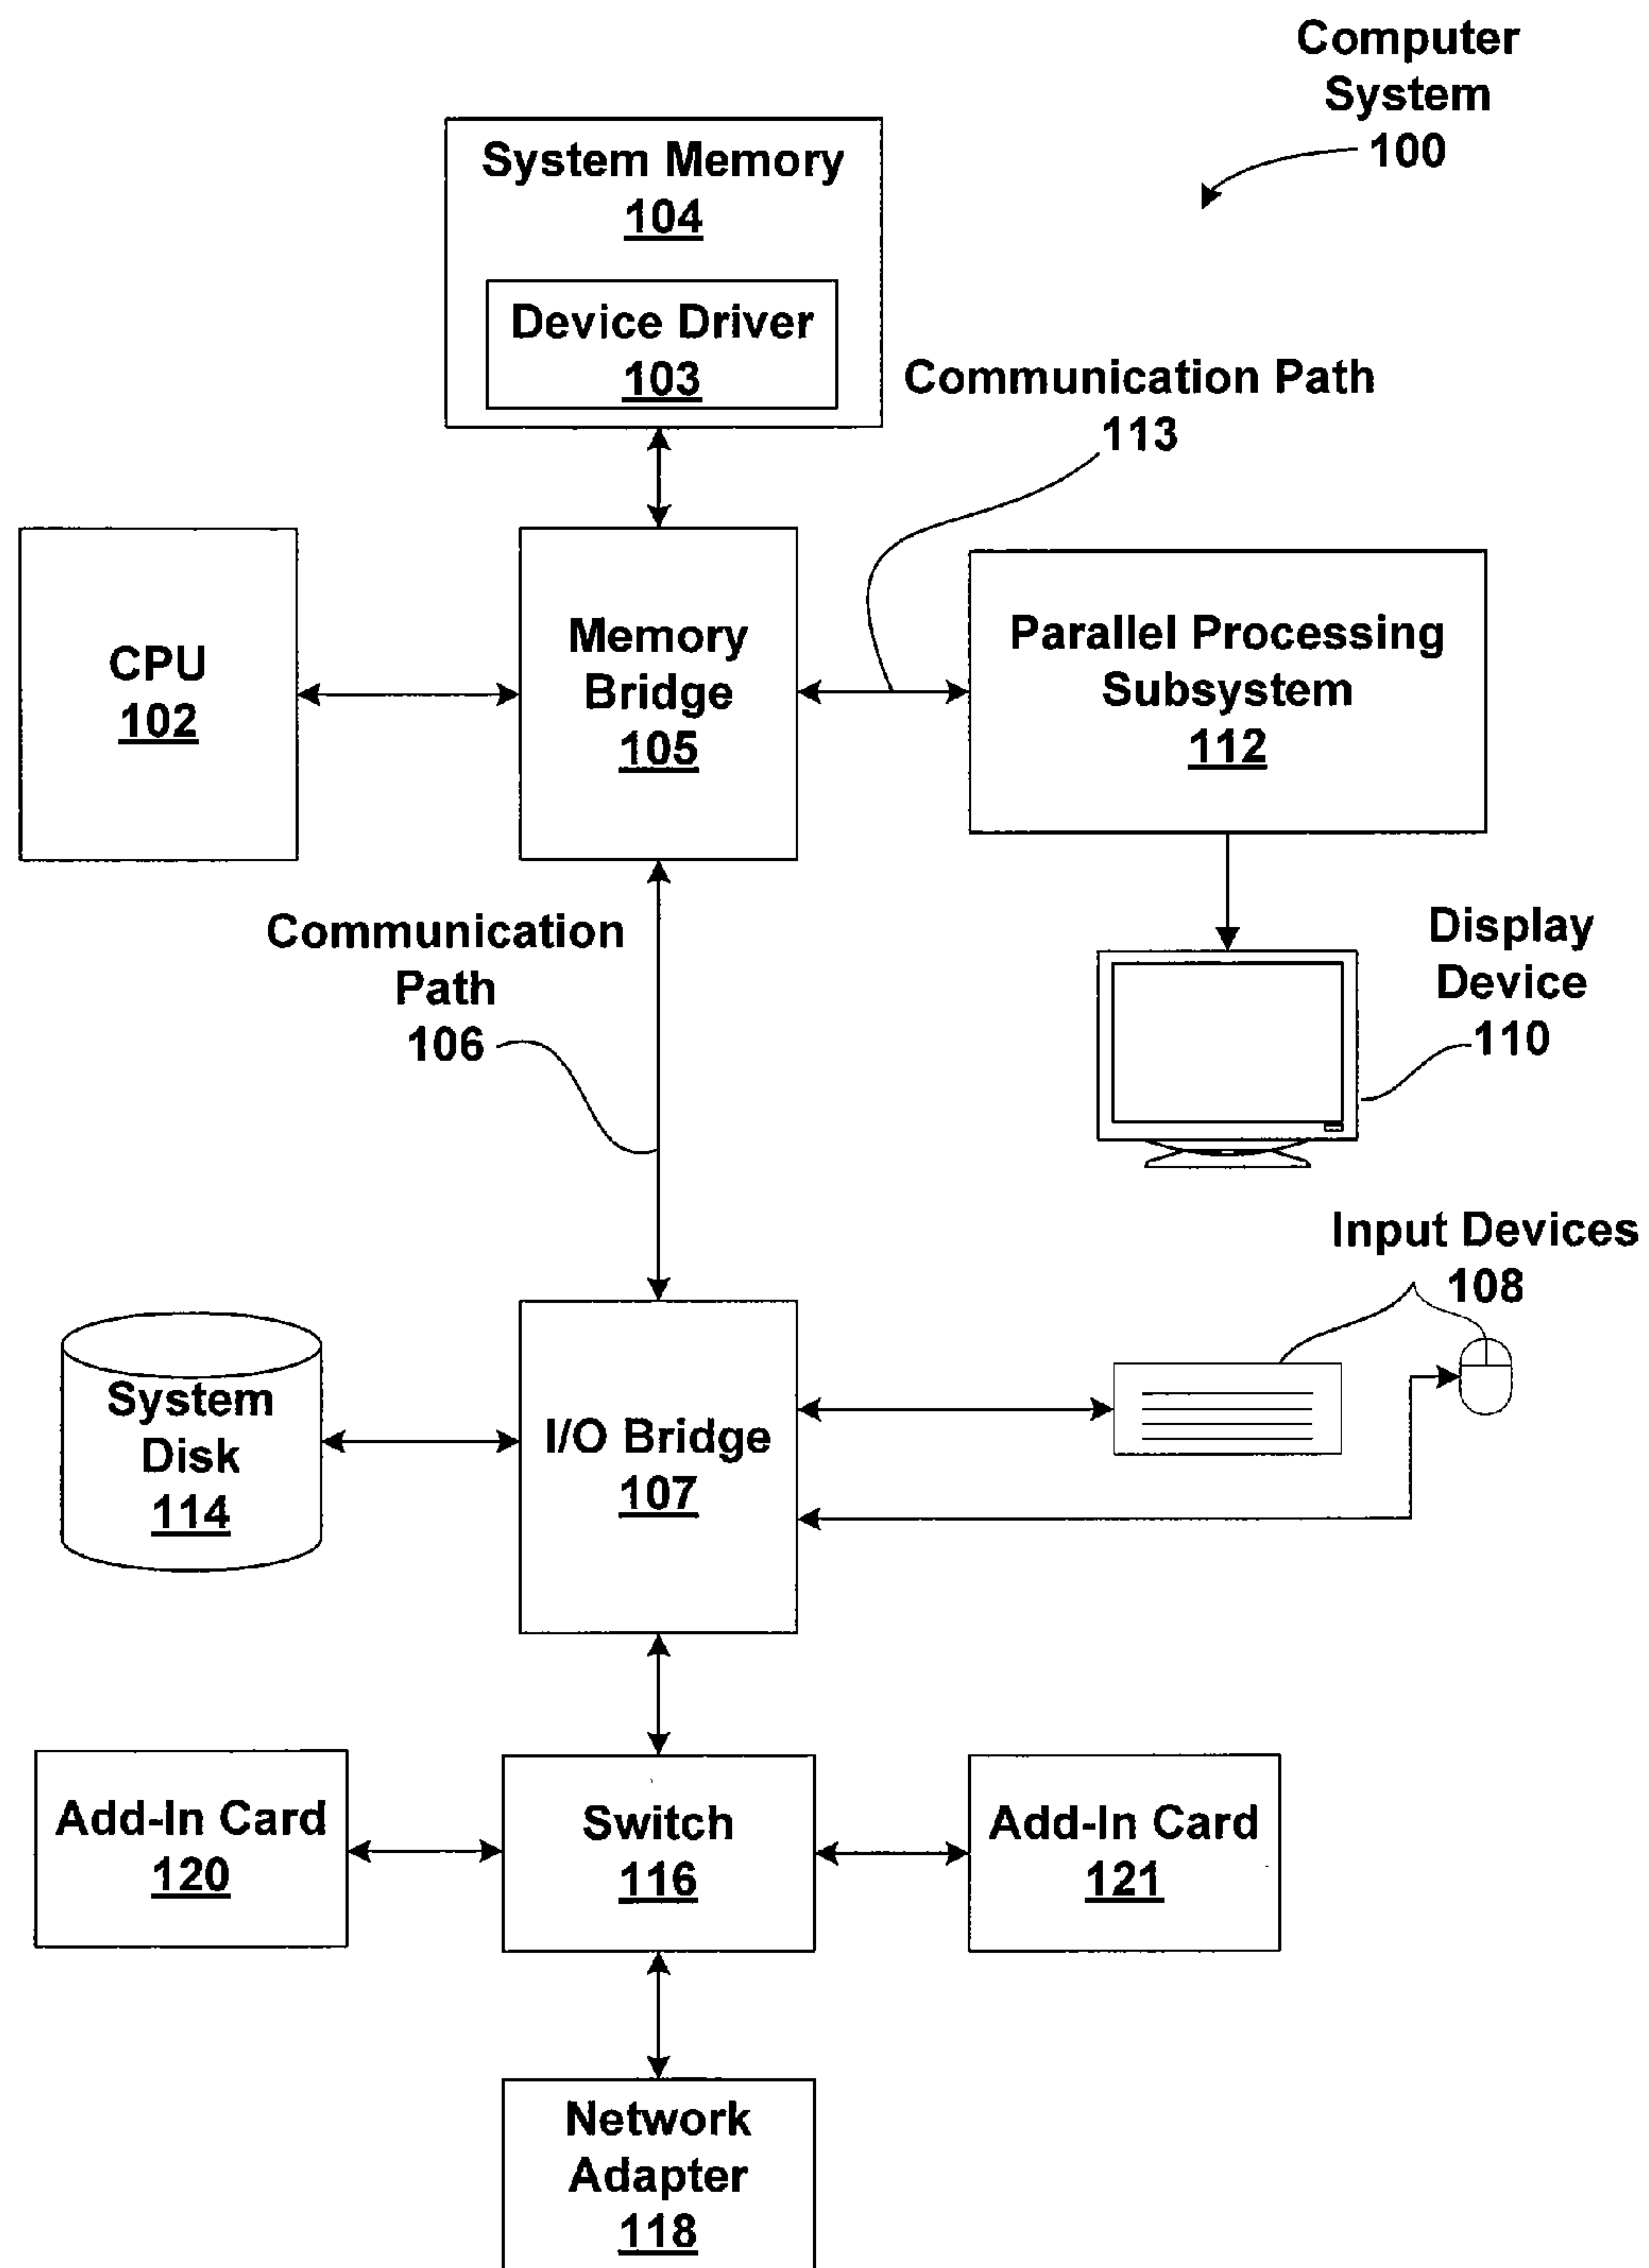 Computer
System
100
System Memory
104
Device Driver
103
Communication Path
113
CPU
102
Memory
Bridge
105
Parallel Processing
Subsystem
112
Communication
Path
106
Display
Device
110
Input Devices
108
System
Disk
114
I/O Bridge
107
Add-In Card
120
Switch
116
Add-In Card
121
Network
Adapter
118